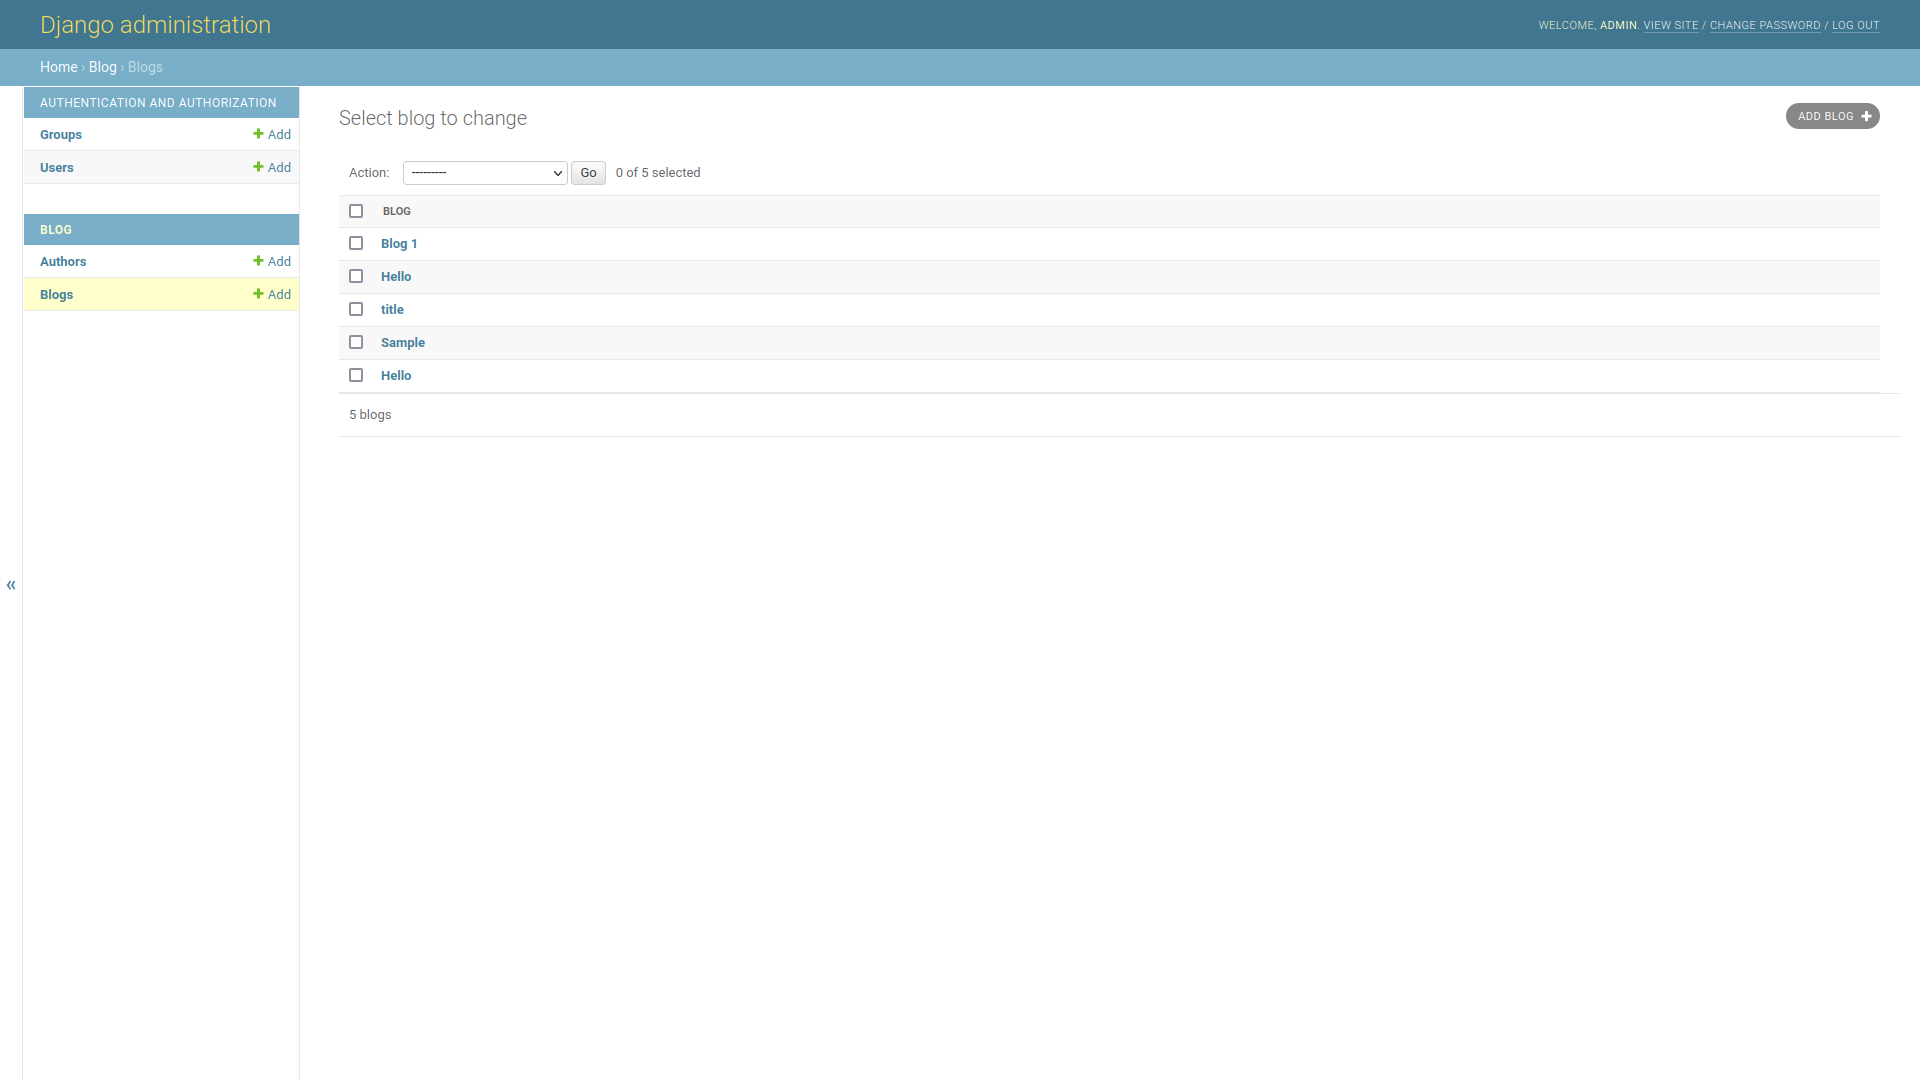 Django administration
WELCOME, ADMIN. VIEW SITE / CHANGE PASSWORD / LOG OUT
Home › Blog › Blogs
AUTHENTICATION AND AUTHORIZATION
Groups + Add
Users + Add
BLOG
Authors + Add
Blogs + Add
«
Select blog to change
ADD BLOG +
Action: --------- Go 0 of 5 selected
BLOG
Blog 1
Hello
title
Sample
Hello
5 blogs